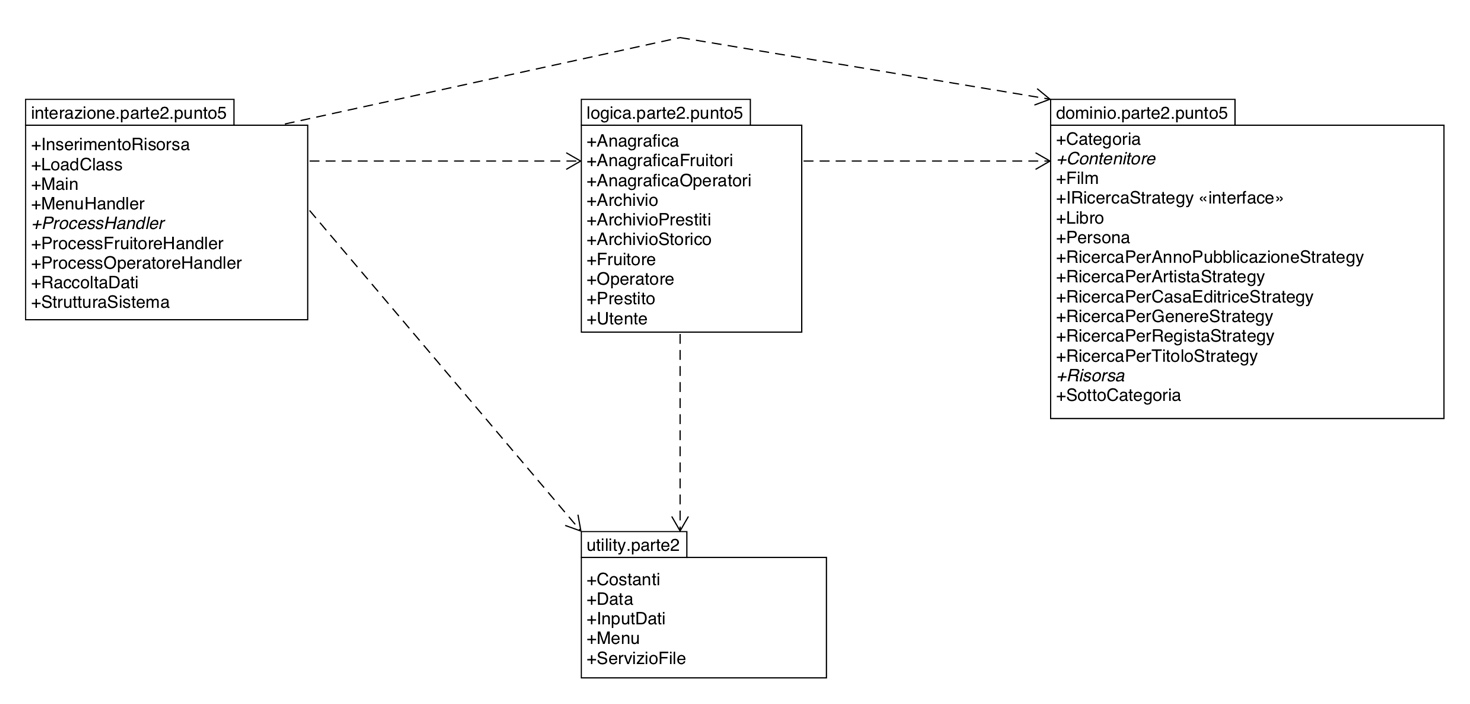 interazione.parte2.punto5
+InserimentoRisorsa
+LoadClass
+Main
+MenuHandler
+ProcessHandler
+ProcessFruitoreHandler
+ProcessOperatoreHandler
+RaccoltaDati
+StrutturaSistema
logica.parte2.punto5
+Anagrafica
+AnagraficaFruitori
+AnagraficaOperatori
+Archivio
+ArchivioPrestiti
+ArchivioStorico
+Fruitore
+Operatore
+Prestito
+Utente
dominio.parte2.punto5
+Categoria
+Contenitore
+Film
+IRicercaStrategy «interface»
+Libro
+Persona
+RicercaPerAnnoPubblicazioneStrategy
+RicercaPerArtistaStrategy
+RicercaPerCasaEditriceStrategy
+RicercaPerGenereStrategy
+RicercaPerRegistaStrategy
+RicercaPerTitoloStrategy
+Risorsa
+SottoCategoria
utility.parte2
+Costanti
+Data
+InputDati
+Menu
+ServizioFile